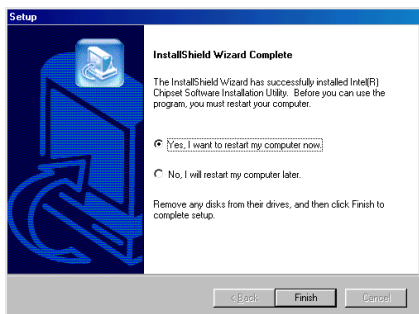 Setup
InstallShield Wizard Complete
The InstallShield Wizard has successfully installed Intel(R)
Chipset Software Installation Utility. Before you can use the
program, you must restart your computer.
Yes, I want to restart my computer now.
No, I will restart my computer later.
Remove any disks from their drives, and then click Finish to
complete setup.
< Back Finish Cancel